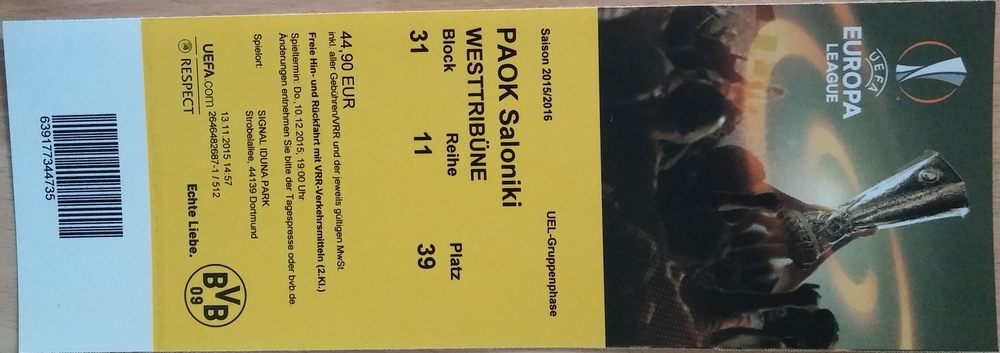 UEFA
EUROPA
LEAGUE
Saison 2015/2016 UEL-Gruppenphase
PAOK Saloniki
WESTTRIBÜNE
Block Reihe Platz
31 11 39
44,90 EUR
inkl. aller Gebühren/VRR und der jeweils gültigen MwSt.
Freie Hin- und Rückfahrt mit VRR-Verkehrsmitteln (2.Kl.)
Spieltermin: Do.,10.12.2015, 19:00 Uhr
Änderungen entnehmen Sie bitte der Tagespresse oder bvb.de
Spielort: SIGNAL IDUNA PARK
Strobelallee, 44139 Dortmund
13.11.2015 14:57
UEFA.com 2646482687-1 / 512
RESPECT
Echte Liebe.
BVB
09
6391773444735